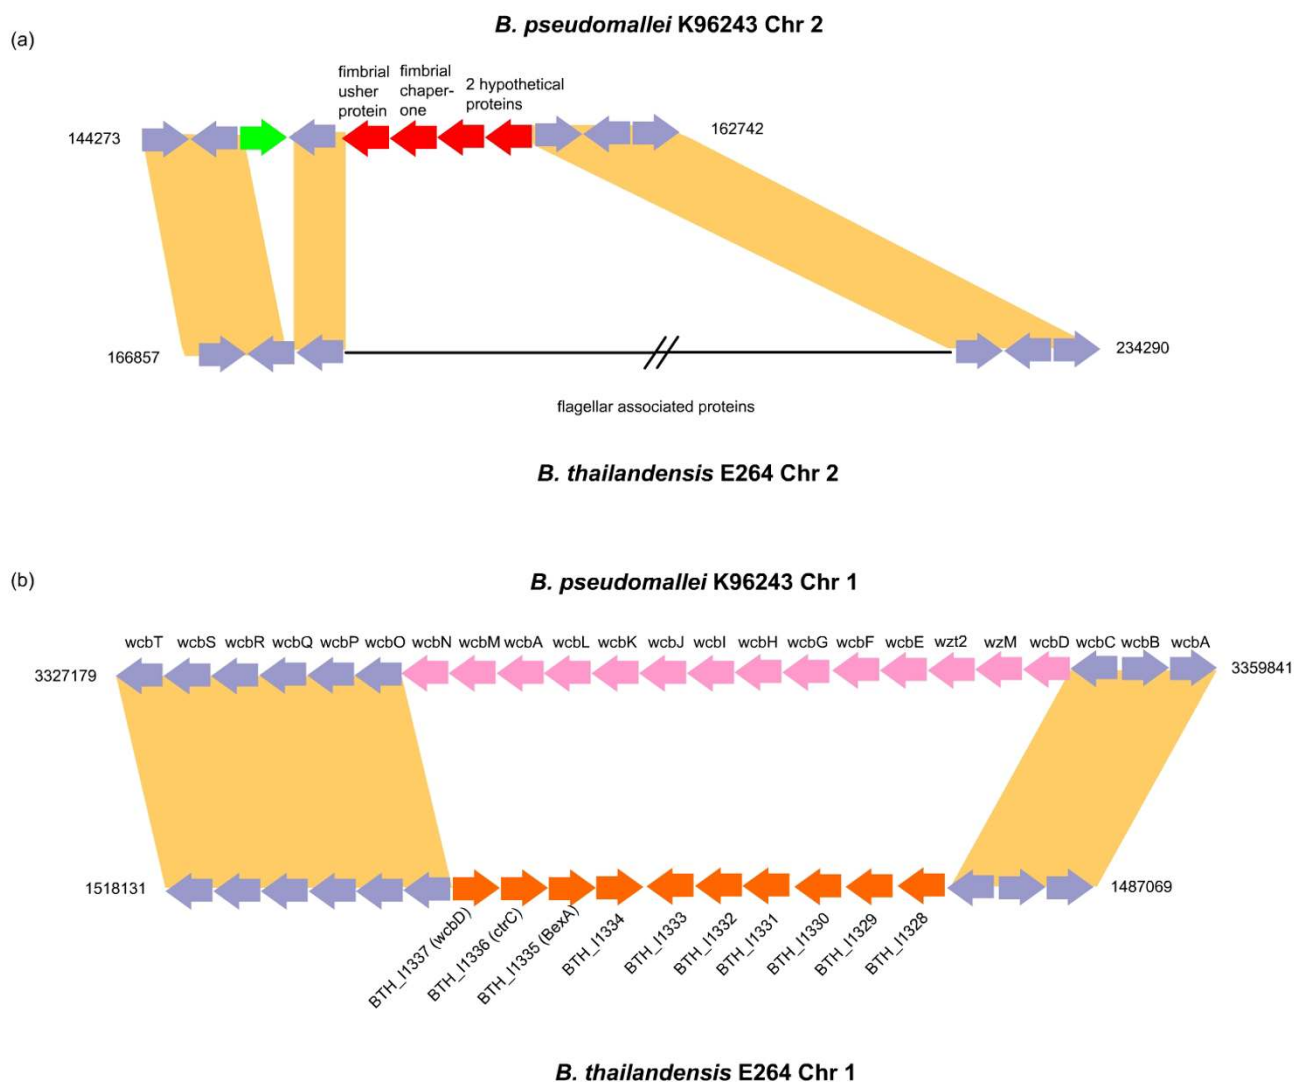 (a)
B. pseudomallei K96243 Chr 2
fimbrial
usher
protein
fimbrial
chaper-
one
2 hypothetical
proteins
144273
162742
166857
234290
flagellar associated proteins
B. thailandensis E264 Chr 2
(b)
B. pseudomallei K96243 Chr 1
wcbT wcbS wcbR wcbQ wcbP wcbO wcbN wcbM wcbA wcbL wcbK wcbJ wcbI wcbH wcbG wcbF wcbE wzt2 wzM wcbD wcbC wcbB wcbA
3327179
3359841
1518131
1487069
BTH_I1337 (wcbD)
BTH_I1336 (ctrC)
BTH_I1335 (BexA)
BTH_I1334
BTH_I1333
BTH_I1332
BTH_I1331
BTH_I1330
BTH_I1329
BTH_I1328
B. thailandensis E264 Chr 1